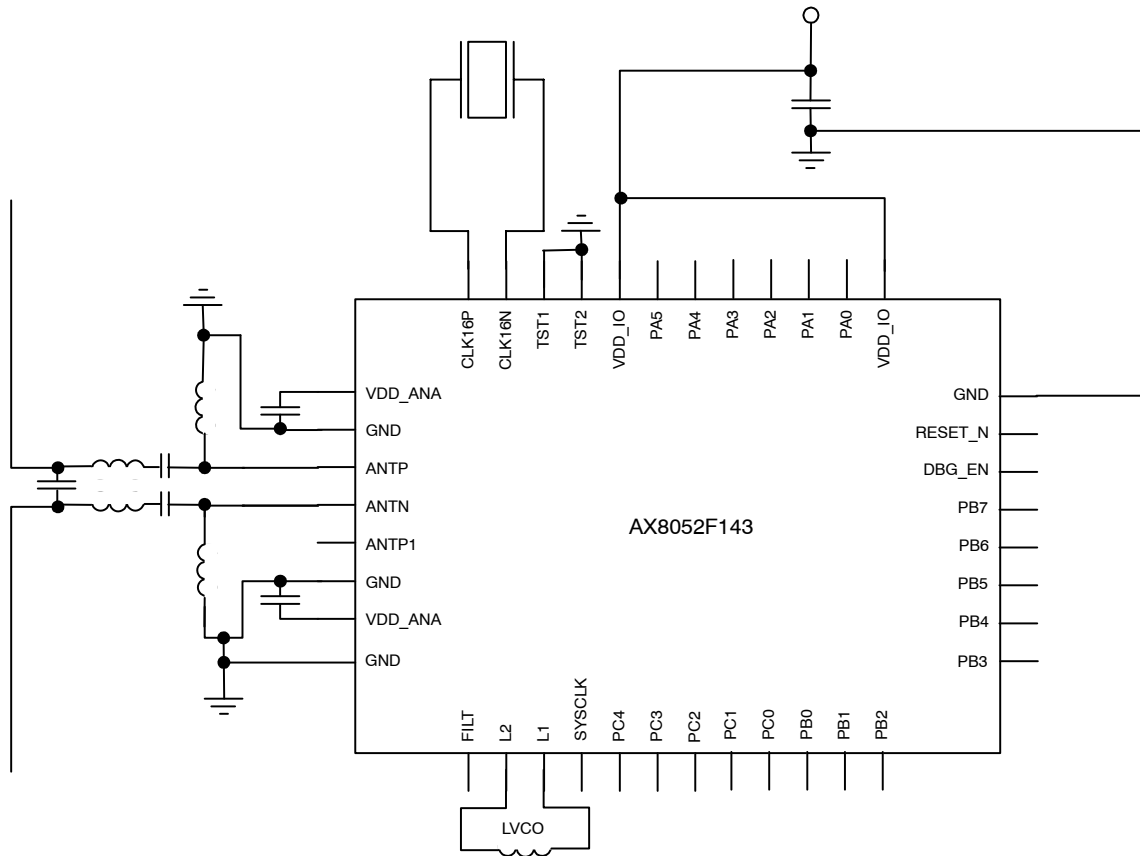 CLK16P
CLK16N
TST1
TST2
VDD_IO
PA5
PA4
PA3
PA2
PA1
PA0
VDD_IO
VDD_ANA
GND
ANTP
ANTN
ANTP1
GND
VDD_ANA
GND
AX8052F143
GND
RESET_N
DBG_EN
PB7
PB6
PB5
PB4
PB3
FILT
L2
L1
SYSCLK
PC4
PC3
PC2
PC1
PC0
PB0
PB1
PB2
LVCO